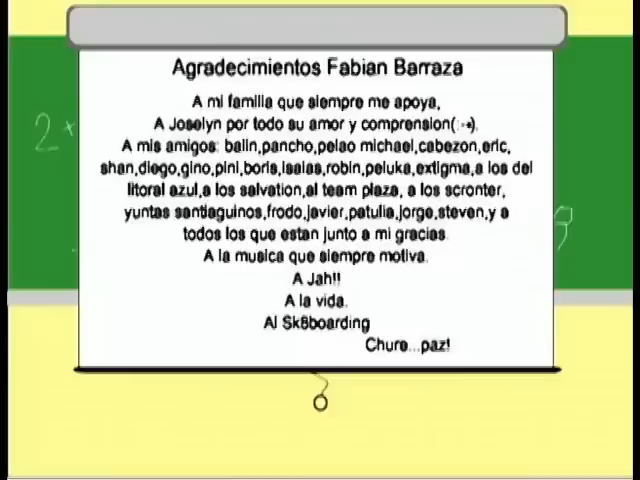 Agradecimientos Fabian Barraza
A mi familia que siempre me apoya,
A Joselyn por todo su amor y comprension(:-*).
A mis amigos: balin,pancho,pelao michael,cabezon,eric,
shan,diego,gino,pini,boris,isaias,robin,peluka,extigma,a los del
litoral azul,a los salvation,al team plaza, a los scronter,
yuntas santiaguinos,frodo,javier,patulia,jorge,steven,y a
todos los que estan junto a mi gracias.
A la musica que siempre motiva.
A Jah!!
A la vida.
Al Sk8boarding
Chure...paz!
2*